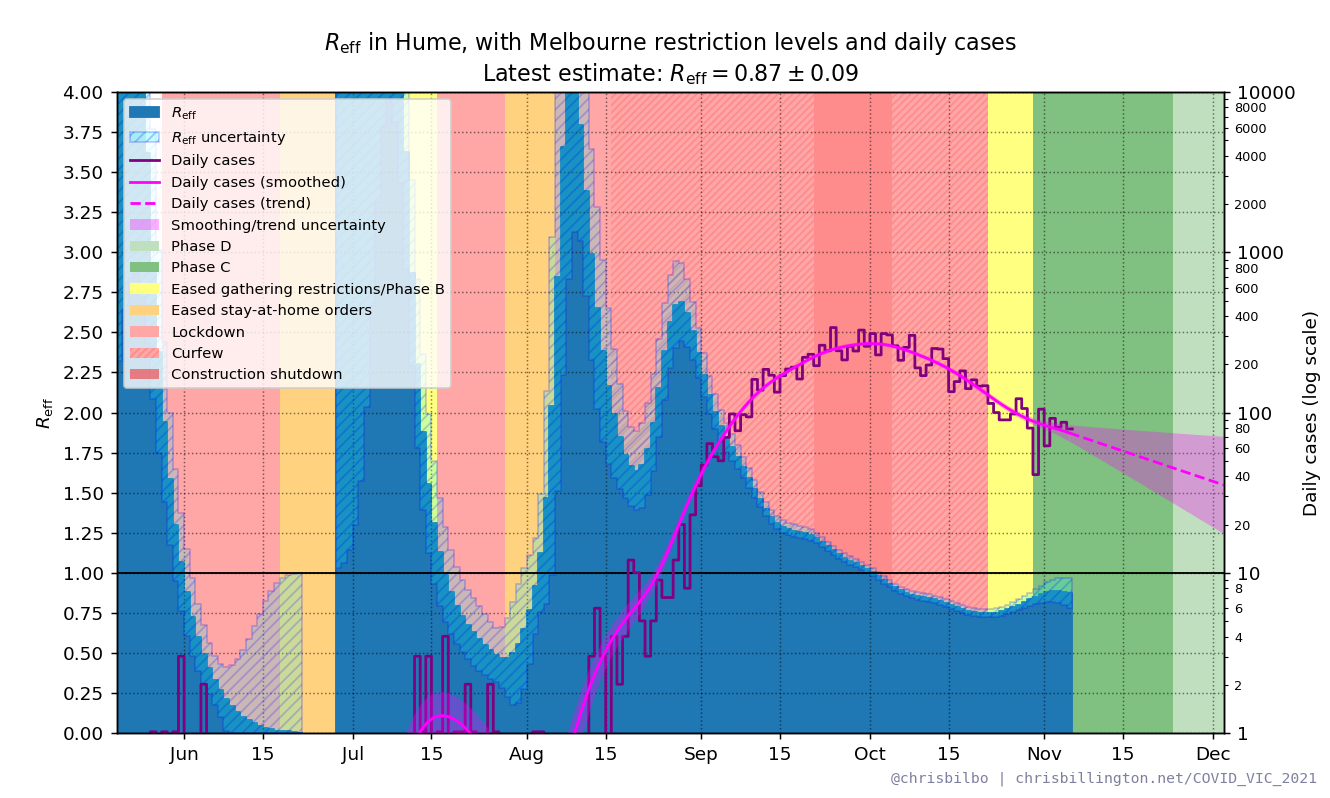 Reff in Hume, with Melbourne restriction levels and daily cases
Latest estimate: Reff = 0.87 ± 0.09
Reff
Reff uncertainty
Daily cases
Daily cases (smoothed)
Daily cases (trend)
Smoothing/trend uncertainty
Phase D
Phase C
Eased gathering restrictions/Phase B
Eased stay-at-home orders
Lockdown
Curfew
Construction shutdown
4.00
3.75
3.50
3.25
3.00
2.75
2.50
2.25
2.00
1.75
1.50
1.25
1.00
0.75
0.50
0.25
0.00
Reff
10000
8000
6000
4000
2000
1000
800
600
400
200
100
80
60
40
20
10
8
6
4
2
1
Daily cases (log scale)
Jun 15 Jul 15 Aug 15 Sep 15 Oct 15 Nov 15 Dec
@chrisbilbo | chrisbillington.net/COVID_VIC_2021